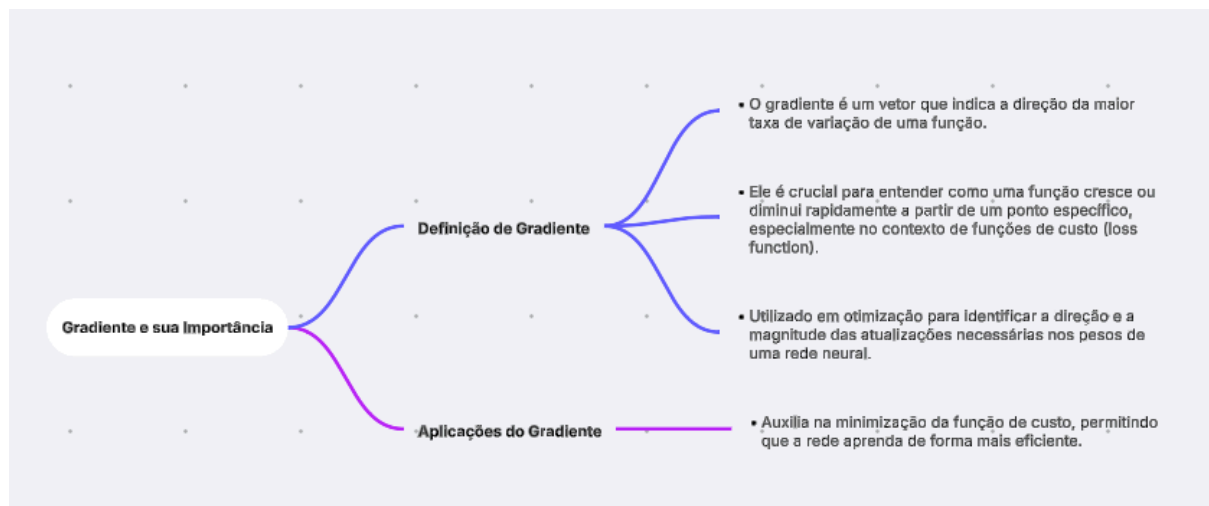 Gradiente e sua Importância
Definição de Gradiente
• O gradiente é um vetor que indica a direção da maior
taxa de variação de uma função.
• Ele é crucial para entender como uma função cresce ou
diminui rapidamente a partir de um ponto específico,
especialmente no contexto de funções de custo (loss
function).
• Utilizado em otimização para identificar a direção e a
magnitude das atualizações necessárias nos pesos de
uma rede neural.
Aplicações do Gradiente
• Auxilia na minimização da função de custo, permitindo
que a rede aprenda de forma mais eficiente.